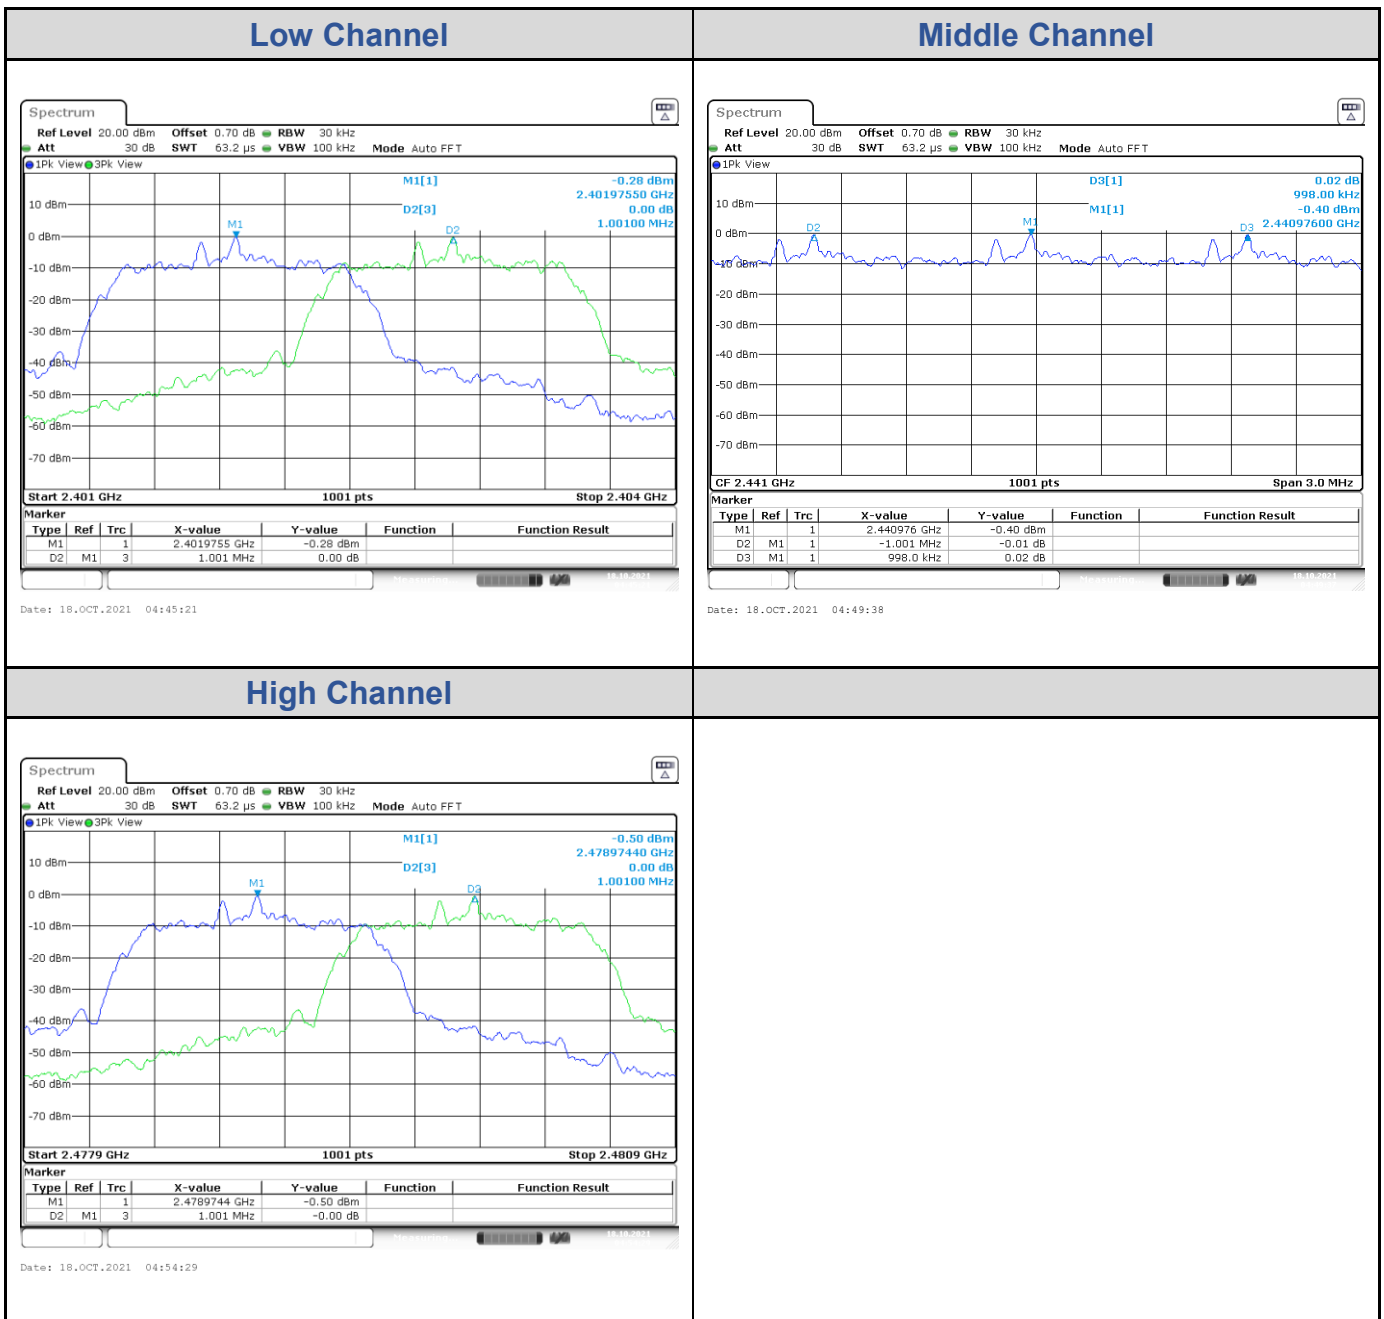 Low Channel
Spectrum
Ref Level 20.00 dBm Offset 0.70 dB RBW 30 kHz
Att 30 dB SWT 63.2 µs VBW 100 kHz Mode Auto FFT
1Pk View 3Pk View
M1[1] -0.28 dBm
2.40197550 GHz
D2[3] 0.00 dB
1.00100 MHz
M1
D2
10 dBm
0 dBm
-10 dBm
-20 dBm
-30 dBm
-40 dBm
-50 dBm
-60 dBm
-70 dBm
Start 2.401 GHz 1001 pts Stop 2.404 GHz
Marker
Type Ref Trc X-value Y-value Function Function Result
M1 1 2.4019755 GHz -0.28 dBm
D2 M1 3 1.001 MHz 0.00 dB
Measuring 18.10.2021
Date: 18.OCT.2021 04:45:21
Middle Channel
Spectrum
Ref Level 20.00 dBm Offset 0.70 dB RBW 30 kHz
Att 30 dB SWT 63.2 µs VBW 100 kHz Mode Auto FFT
1Pk View
D3[1] 0.02 dB
998.00 kHz
M1[1] -0.40 dBm
2.44097600 GHz
D2
M1
D3
10 dBm
0 dBm
-10 dBm
-20 dBm
-30 dBm
-40 dBm
-50 dBm
-60 dBm
-70 dBm
CF 2.441 GHz 1001 pts Span 3.0 MHz
Marker
Type Ref Trc X-value Y-value Function Function Result
M1 1 2.440976 GHz -0.40 dBm
D2 M1 1 -1.001 MHz -0.01 dB
D3 M1 1 998.0 kHz 0.02 dB
Measuring 18.10.2021
Date: 18.OCT.2021 04:49:38
High Channel
Spectrum
Ref Level 20.00 dBm Offset 0.70 dB RBW 30 kHz
Att 30 dB SWT 63.2 µs VBW 100 kHz Mode Auto FFT
1Pk View 3Pk View
M1[1] -0.50 dBm
2.47897440 GHz
D2[3] 0.00 dB
1.00100 MHz
M1
D2
10 dBm
0 dBm
-10 dBm
-20 dBm
-30 dBm
-40 dBm
-50 dBm
-60 dBm
-70 dBm
Start 2.4779 GHz 1001 pts Stop 2.4809 GHz
Marker
Type Ref Trc X-value Y-value Function Function Result
M1 1 2.4789744 GHz -0.50 dBm
D2 M1 3 1.001 MHz -0.00 dB
Measuring 18.10.2021
Date: 18.OCT.2021 04:54:29